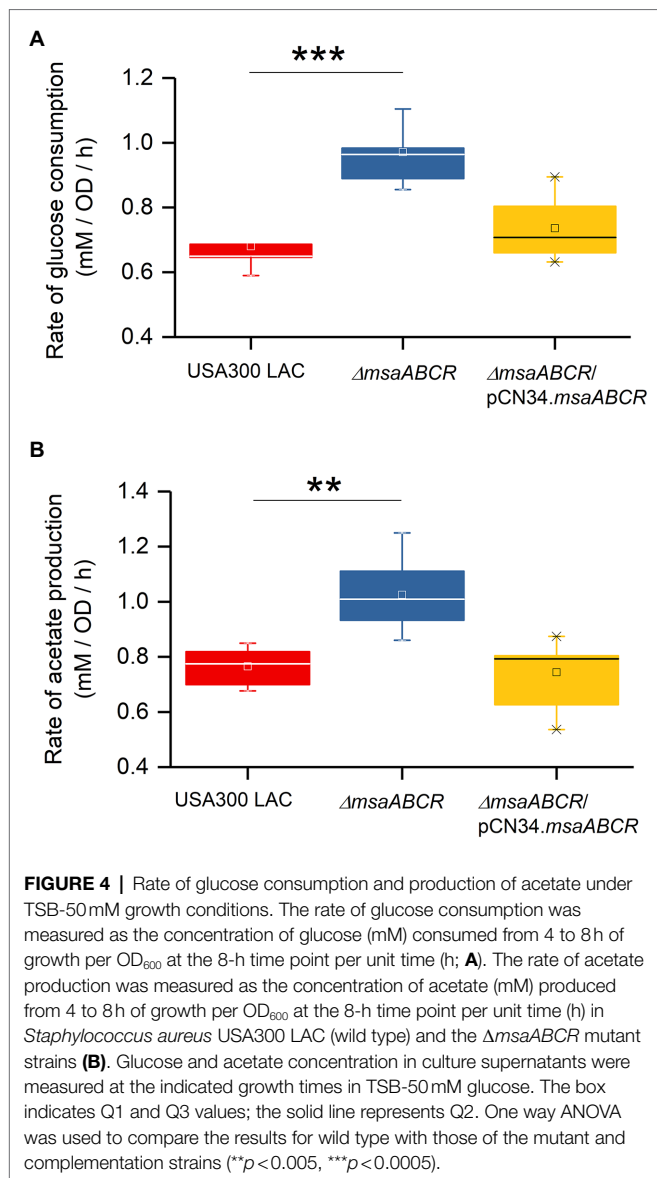 A
***
Rate of glucose consumption
(mM / OD / h)
1.2
1.0
0.8
0.6
0.4
USA300 LAC
ΔmsaABCR
ΔmsaABCR/
pCN34.msaABCR
B
**
Rate of acetate production
(mM / OD / h)
1.4
1.2
1.0
0.8
0.6
0.4
USA300 LAC
ΔmsaABCR
ΔmsaABCR/
pCN34.msaABCR
FIGURE 4 | Rate of glucose consumption and production of acetate under
TSB-50 mM growth conditions. The rate of glucose consumption was
measured as the concentration of glucose (mM) consumed from 4 to 8 h of
growth per OD₆₀₀ at the 8-h time point per unit time (h; A). The rate of acetate
production was measured as the concentration of acetate (mM) produced
from 4 to 8 h of growth per OD₆₀₀ at the 8-h time point per unit time (h) in
Staphylococcus aureus USA300 LAC (wild type) and the ΔmsaABCR mutant
strains (B). Glucose and acetate concentration in culture supernatants were
measured at the indicated growth times in TSB-50 mM glucose. The box
indicates Q1 and Q3 values; the solid line represents Q2. One way ANOVA
was used to compare the results for wild type with those of the mutant and
complementation strains (**p < 0.005, ***p < 0.0005).